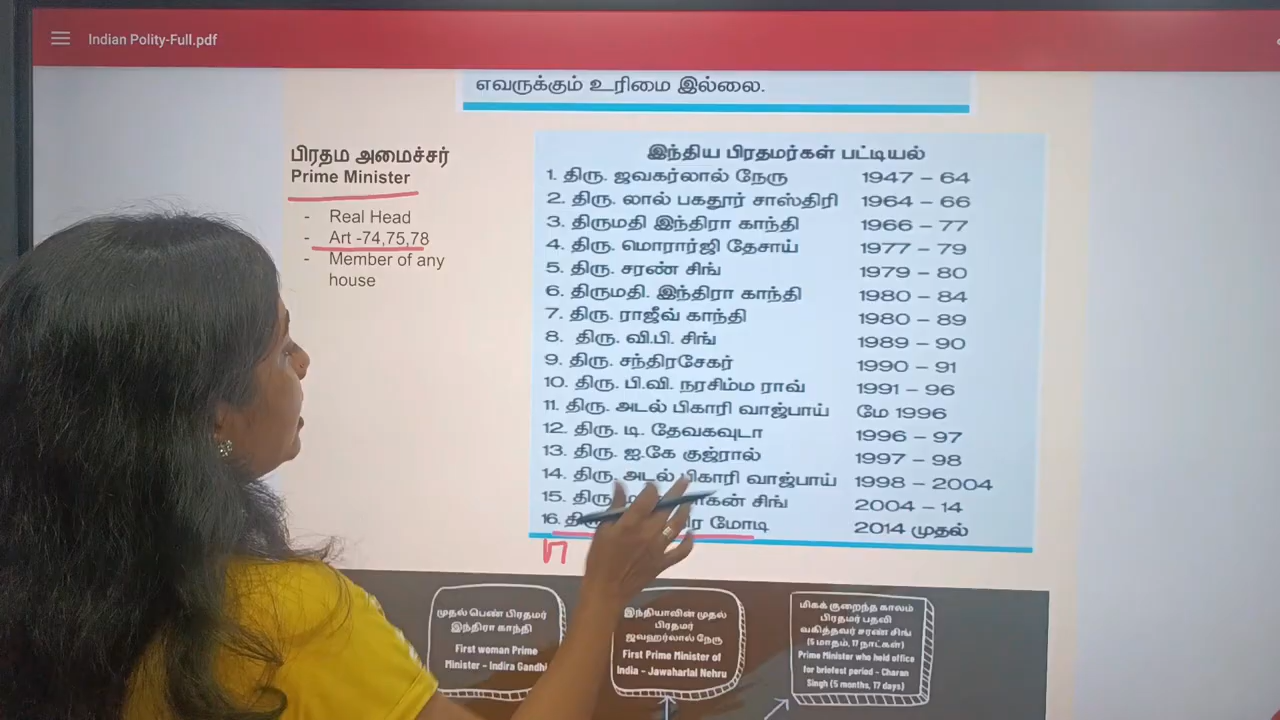 Indian Polity-Full.pdf
எவருக்கும் உரிமை இல்லை.
பிரதம அமைச்சர்
Prime Minister
- Real Head
- Art -74,75,78
- Member of any
house
இந்திய பிரதமர்கள் பட்டியல்
1. திரு. ஜவகர்லால் நேரு 1947 – 64
2. திரு. லால் பகதூர் சாஸ்திரி 1964 – 66
3. திருமதி இந்திரா காந்தி 1966 – 77
4. திரு. மொரார்ஜி தேசாய் 1977 – 79
5. திரு. சரண் சிங் 1979 – 80
6. திருமதி. இந்திரா காந்தி 1980 – 84
7. திரு. ராஜீவ் காந்தி 1980 – 89
8. திரு. வி.பி. சிங் 1989 – 90
9. திரு. சந்திரசேகர் 1990 – 91
10. திரு. பி.வி. நரசிம்ம ராவ் 1991 – 96
11. திரு. அடல் பிகாரி வாஜ்பாய் மே 1996
12. திரு. டி. தேவகவுடா 1996 – 97
13. திரு. ஐ.கே குஜ்ரால் 1997 – 98
14. திரு. அடல் பிகாரி வாஜ்பாய் 1998 – 2004
15. திரு சிங் 2004 – 14
16. மோடி 2014 முதல்
17
முதல் பெண் பிரதமர்
இந்திரா காந்தி
First woman Prime
Minister – Indira Gandhi
இந்தியாவின் முதல்
பிரதமர்
ஜவஹர்லால் நேரு
First Prime Minister of
India – Jawaharlal Nehru
மிகக் குறைந்த காலம்
பிரதமர் பதவி
வகித்தவர் சரண் சிங்
(5 மாதம், 17 நாட்கள்)
Prime Minister who held office
for briefest period – Charan
Singh (5 months, 17 days)